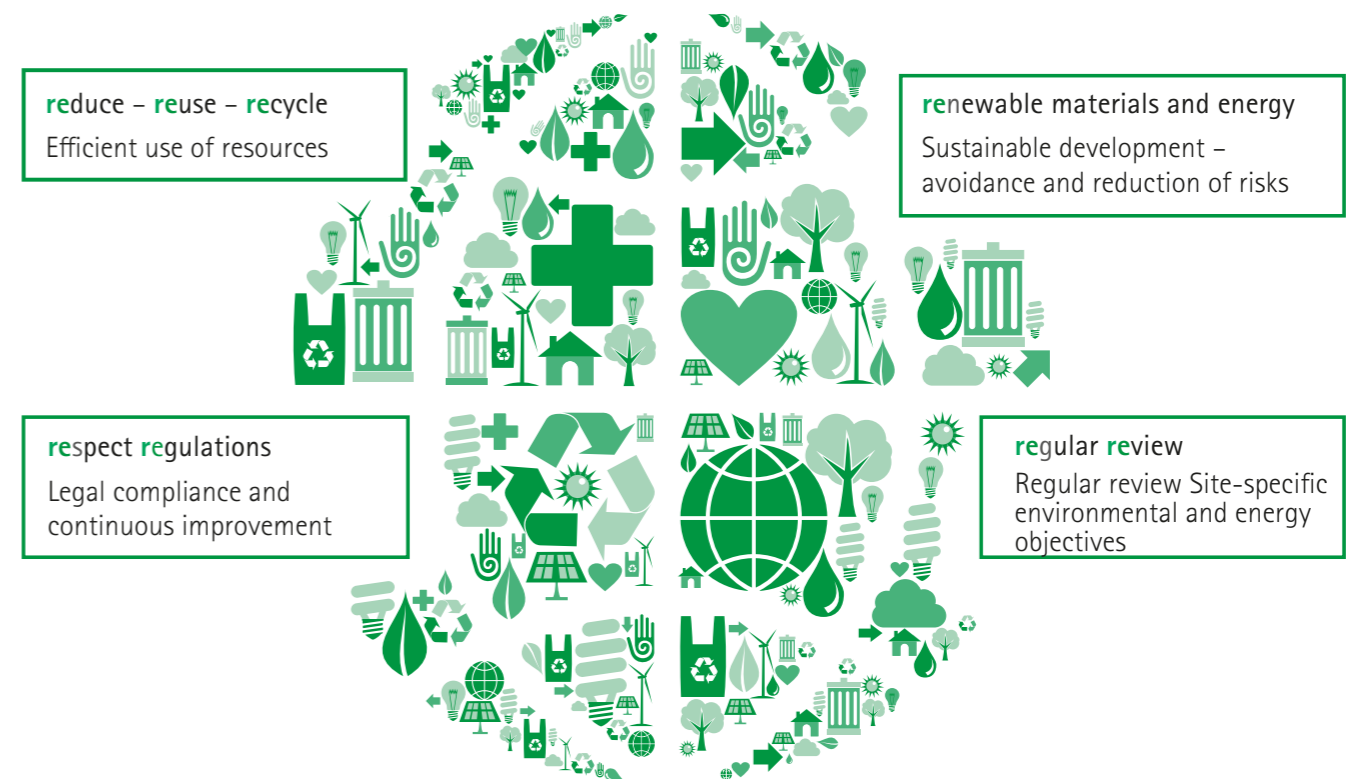 reduce – reuse – recycle
Efficient use of resources
renewable materials and energy
Sustainable development –
avoidance and reduction of risks
respect regulations
Legal compliance and
continuous improvement
regular review
Regular review Site-specific
environmental and energy
objectives